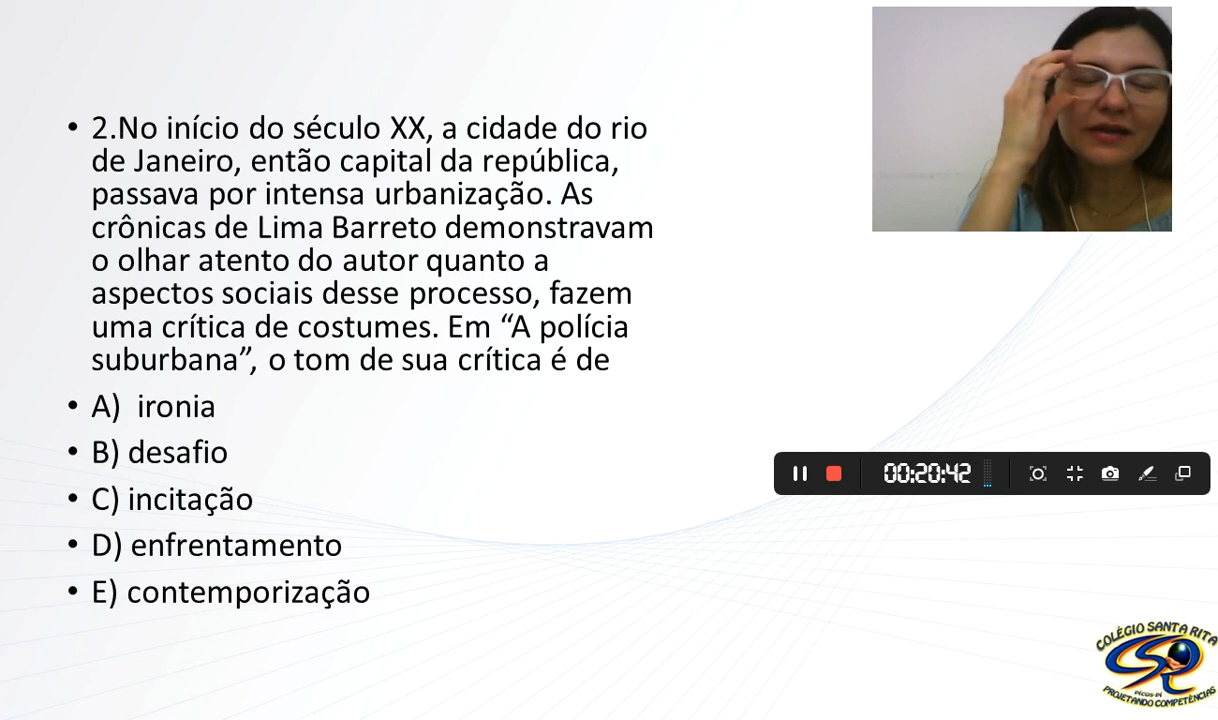 • 2.No início do século XX, a cidade do rio
de Janeiro, então capital da república,
passava por intensa urbanização. As
crônicas de Lima Barreto demonstravam
o olhar atento do autor quanto a
aspectos sociais desse processo, fazem
uma crítica de costumes. Em “A polícia
suburbana”, o tom de sua crítica é de
• A)  ironia
• B) desafio
• C) incitação
• D) enfrentamento
• E) contemporização
00:20:42
COLÉGIO SANTA RITA
PICOS-PI
PROJETANDO COMPETÊNCIAS